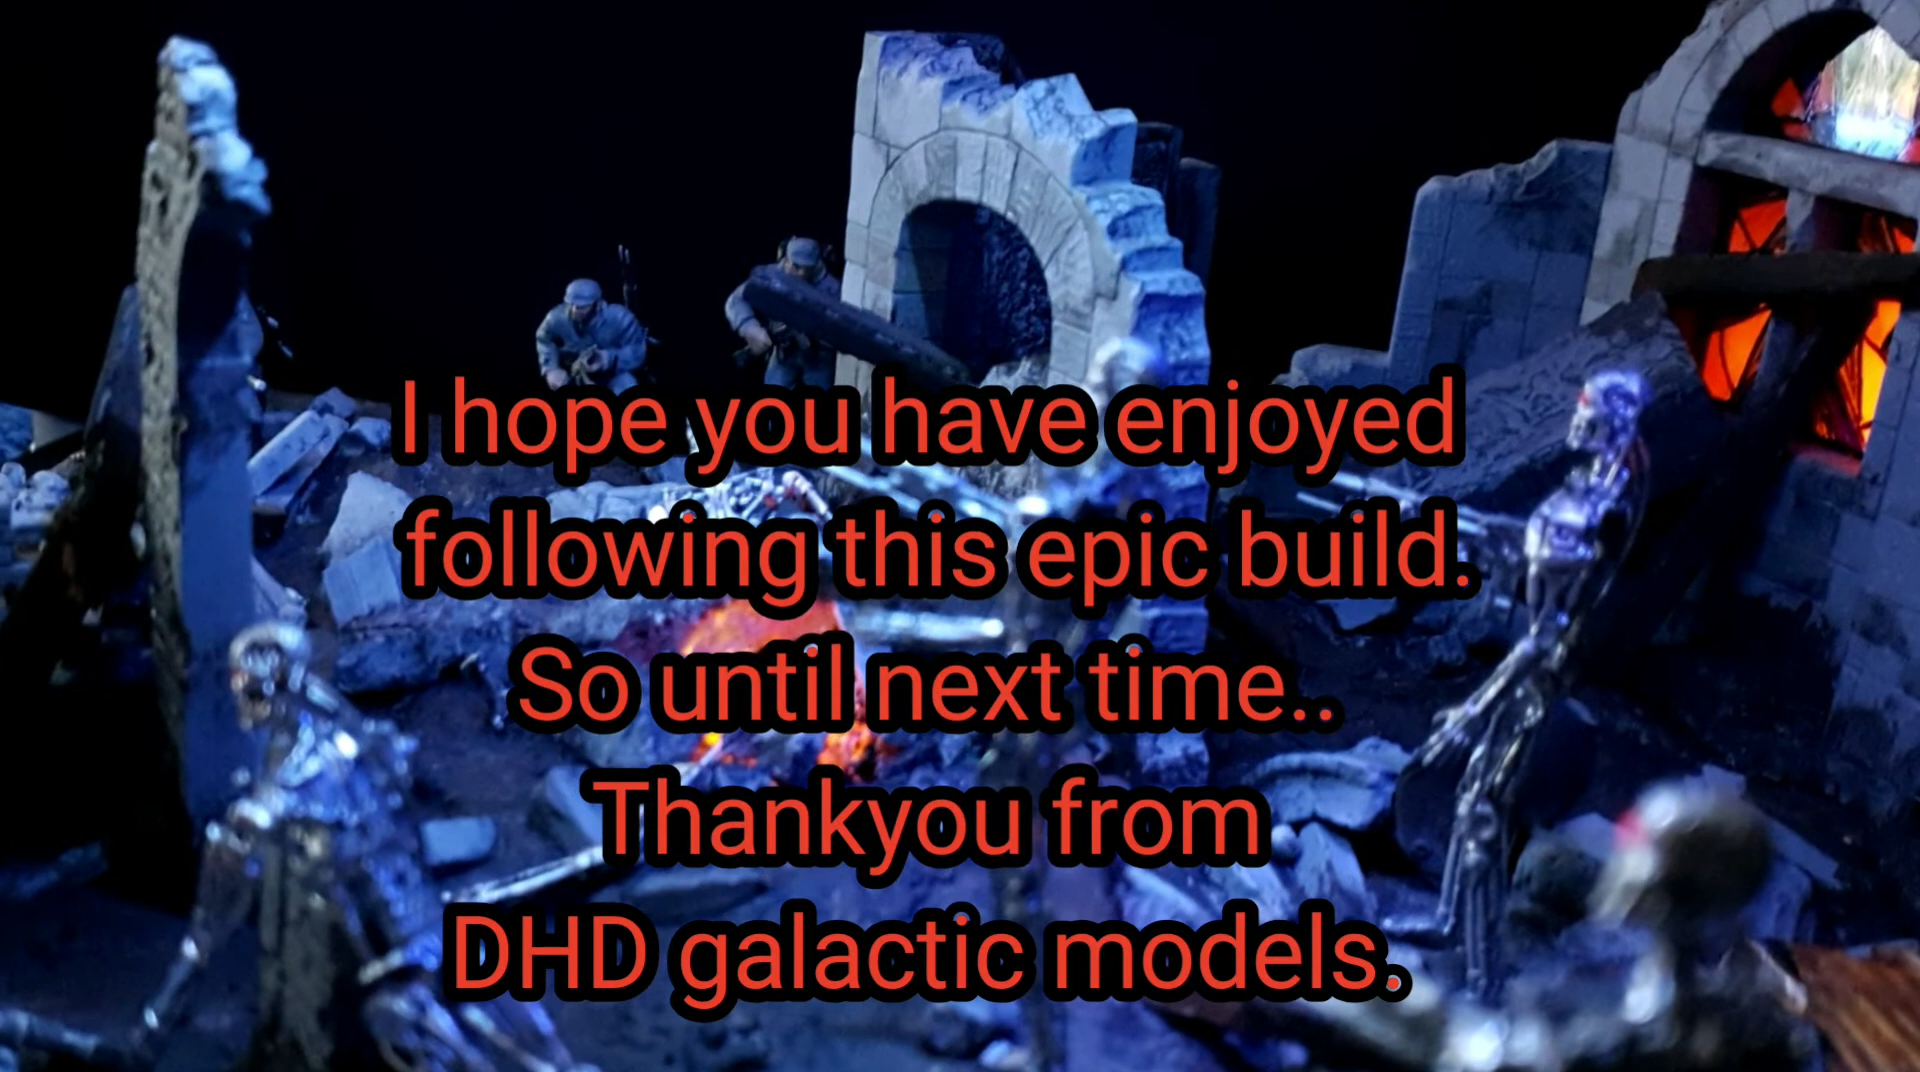 I hope you have enjoyed
following this epic build.
So until next time..
Thankyou from
DHD galactic models.